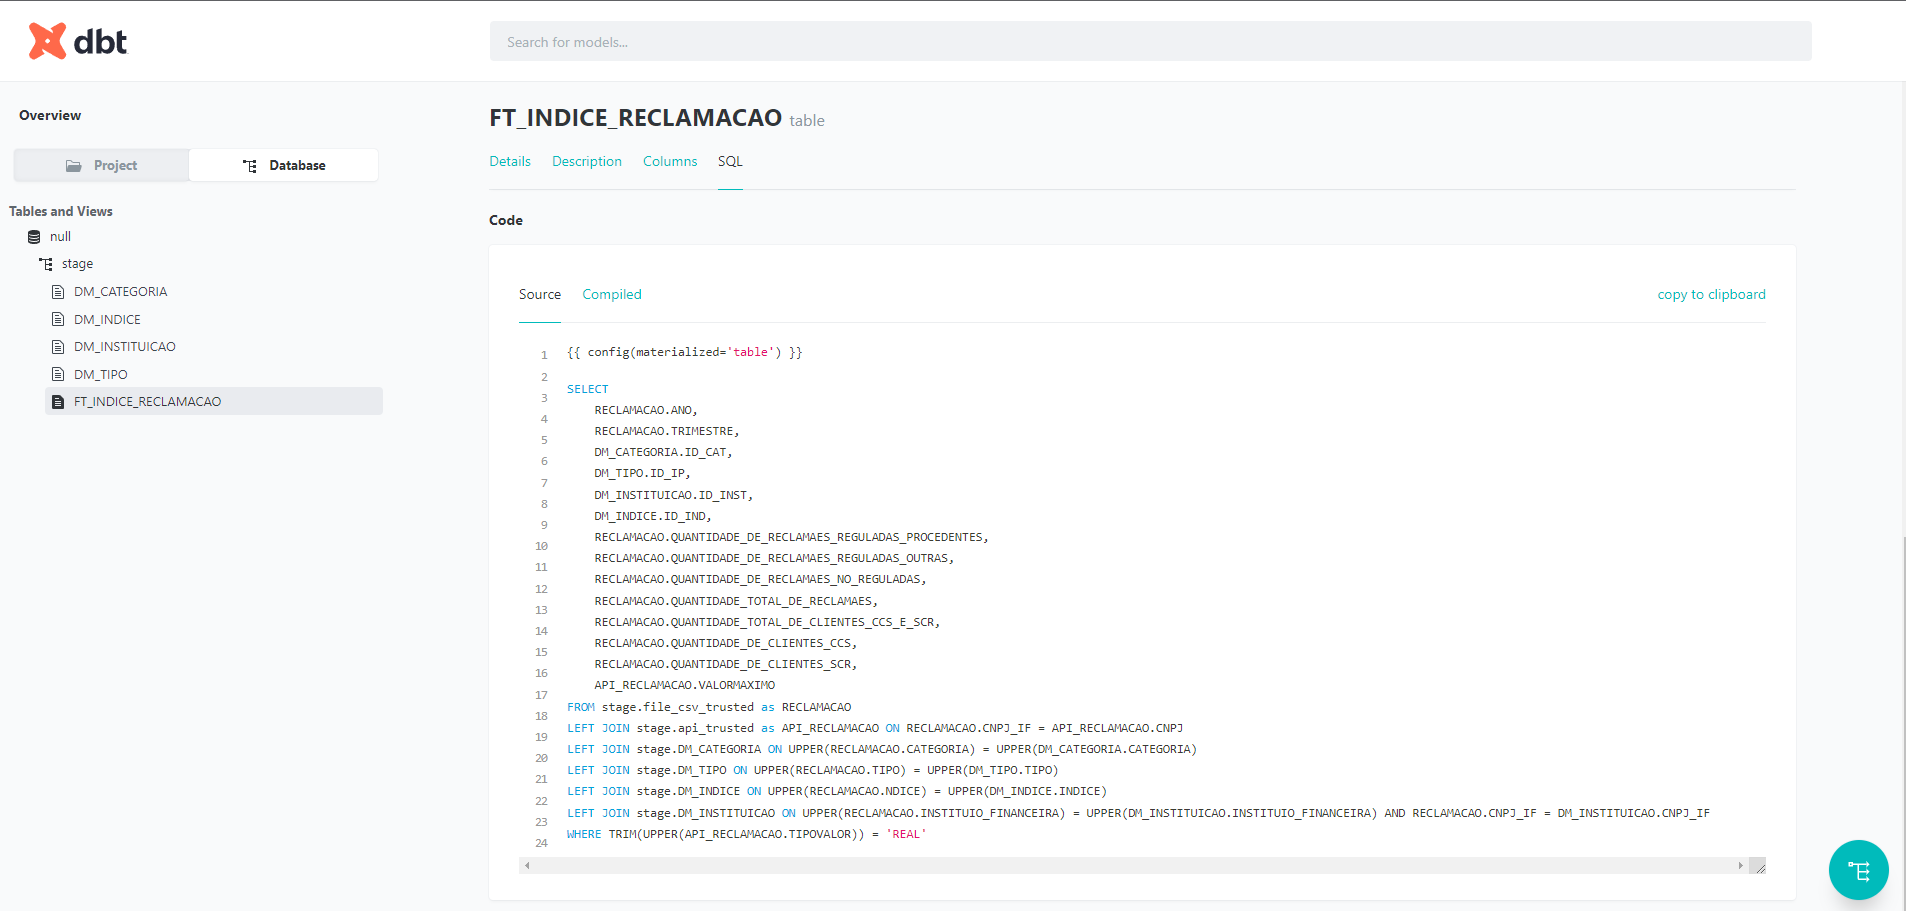 dbt
Search for models...
Overview
Project
Database
Tables and Views
null
stage
DM_CATEGORIA
DM_INDICE
DM_INSTITUICAO
DM_TIPO
FT_INDICE_RECLAMACAO
FT_INDICE_RECLAMACAO table
Details Description Columns SQL
Code
Source Compiled copy to clipboard
1 {{ config(materialized='table') }}
2
3 SELECT
4 RECLAMACAO.ANO,
5 RECLAMACAO.TRIMESTRE,
6 DM_CATEGORIA.ID_CAT,
7 DM_TIPO.ID_IP,
8 DM_INSTITUICAO.ID_INST,
9 DM_INDICE.ID_IND,
10 RECLAMACAO.QUANTIDADE_DE_RECLAMAES_REGULADAS_PROCEDENTES,
11 RECLAMACAO.QUANTIDADE_DE_RECLAMAES_REGULADAS_OUTRAS,
12 RECLAMACAO.QUANTIDADE_DE_RECLAMAES_NO_REGULADAS,
13 RECLAMACAO.QUANTIDADE_TOTAL_DE_RECLAMAES,
14 RECLAMACAO.QUANTIDADE_TOTAL_DE_CLIENTES_CCS_E_SCR,
15 RECLAMACAO.QUANTIDADE_DE_CLIENTES_CCS,
16 RECLAMACAO.QUANTIDADE_DE_CLIENTES_SCR,
17 API_RECLAMACAO.VALORMAXIMO
18 FROM stage.file_csv_trusted as RECLAMACAO
19 LEFT JOIN stage.api_trusted as API_RECLAMACAO ON RECLAMACAO.CNPJ_IF = API_RECLAMACAO.CNPJ
20 LEFT JOIN stage.DM_CATEGORIA ON UPPER(RECLAMACAO.CATEGORIA) = UPPER(DM_CATEGORIA.CATEGORIA)
21 LEFT JOIN stage.DM_TIPO ON UPPER(RECLAMACAO.TIPO) = UPPER(DM_TIPO.TIPO)
22 LEFT JOIN stage.DM_INDICE ON UPPER(RECLAMACAO.NDICE) = UPPER(DM_INDICE.INDICE)
23 LEFT JOIN stage.DM_INSTITUICAO ON UPPER(RECLAMACAO.INSTITUIO_FINANCEIRA) = UPPER(DM_INSTITUICAO.INSTITUIO_FINANCEIRA) AND RECLAMACAO.CNPJ_IF = DM_INSTITUICAO.CNPJ_IF
24 WHERE TRIM(UPPER(API_RECLAMACAO.TIPOVALOR)) = 'REAL'